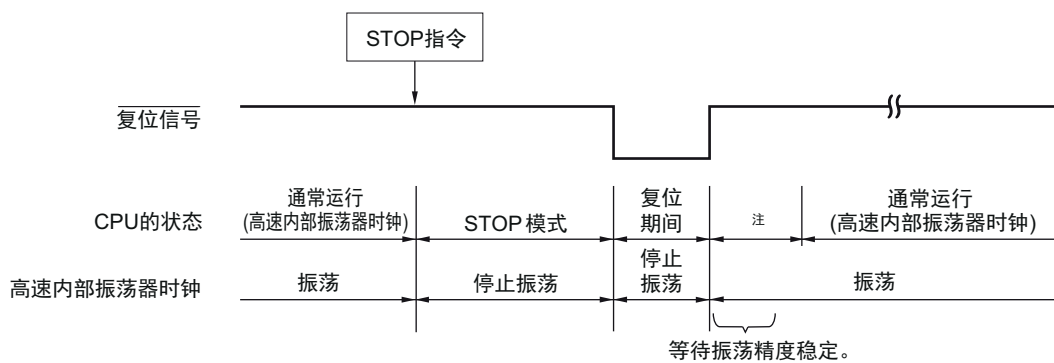 STOP指令
复位信号
CPU的状态
通常运行
(高速内部振荡器时钟)
STOP模式
复位
期间
注
通常运行
(高速内部振荡器时钟)
高速内部振荡器时钟
振荡
停止振荡
停止
振荡
振荡
等待振荡精度稳定。